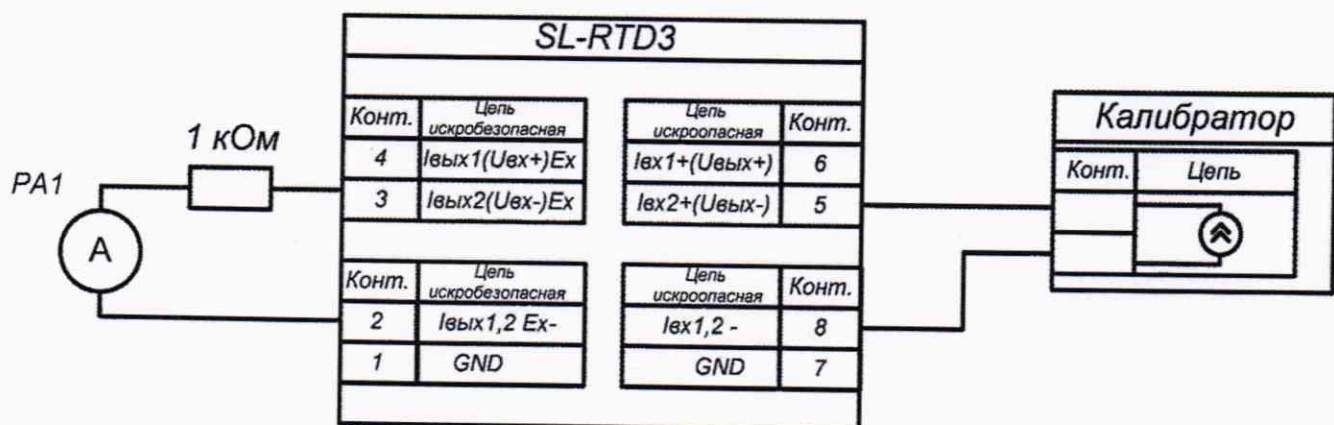 SL-RTD3
Конт.
Цепь
искробезопасная
4
Iвых1(Uвх+)Ex
3
Iвых2(Uвх-)Ex
Цепь
искроопасная
Конт.
Iвх1+(Uвых+)
6
Iвх2+(Uвых-)
5
1 кОм
PA1
A
Калибратор
Конт.
Цепь
Конт.
Цепь
искробезопасная
2
Iвых1,2 Ex-
1
GND
Цепь
искроопасная
Конт.
Iвх1,2 -
8
GND
7